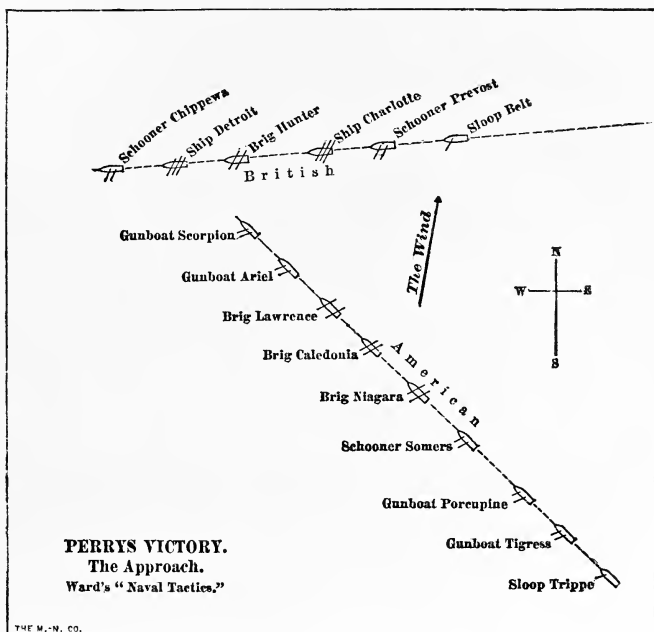 Schooner Chippewa
Ship Detroit
Brig Hunter
Ship Charlotte
Schooner Prevost
Sloop Belt
British
Gunboat Scorpion
Gunboat Ariel
Brig Lawrence
Brig Caledonia
Brig Niagara
Schooner Somers
Gunboat Porcupine
Gunboat Tigress
Sloop Trippe
American
The Wind
N
W E
S
PERRYS VICTORY.
The Approach.
Ward's "Naval Tactics."
THE M.-N. CO.